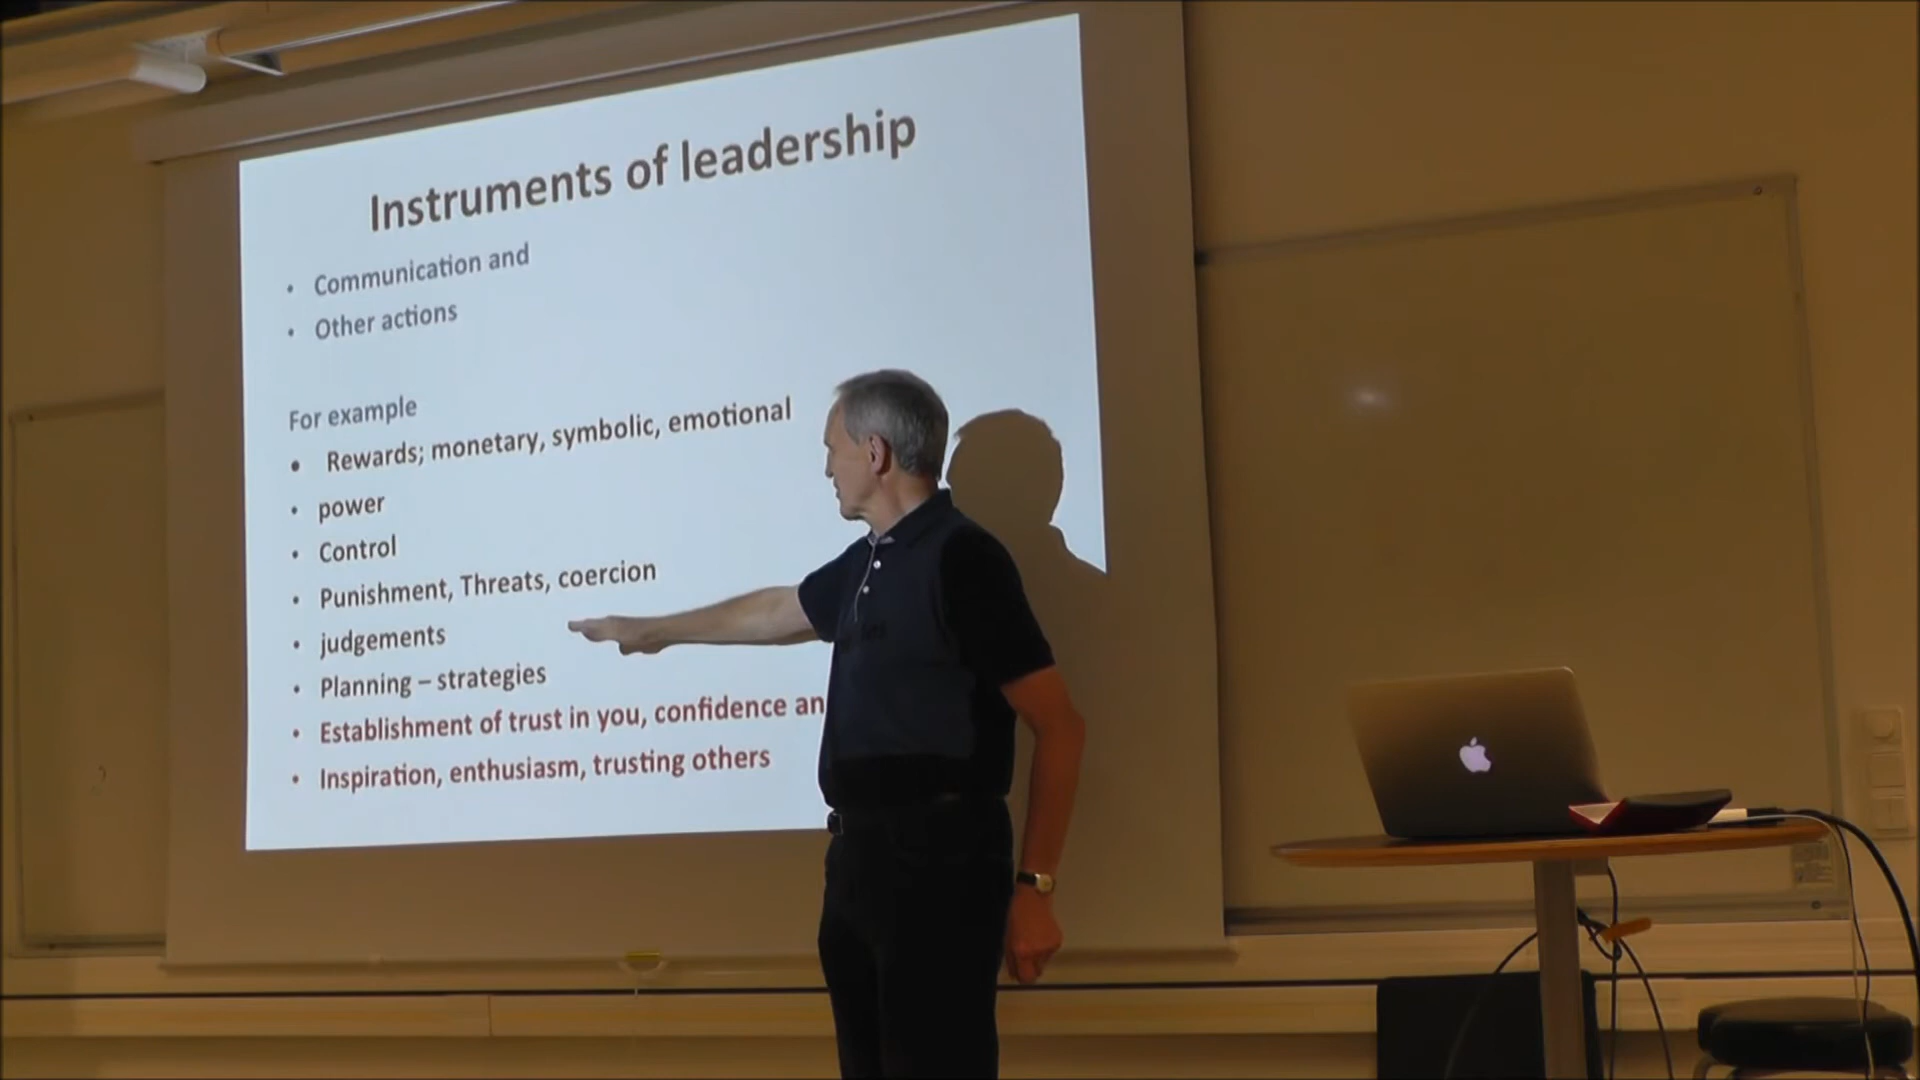 Instruments of leadership
• Communication and
• Other actions
For example
• Rewards; monetary, symbolic, emotional
• power
• Control
• Punishment, Threats, coercion
• judgements
• Planning – strategies
• Establishment of trust in you, confidence an
• Inspiration, enthusiasm, trusting others